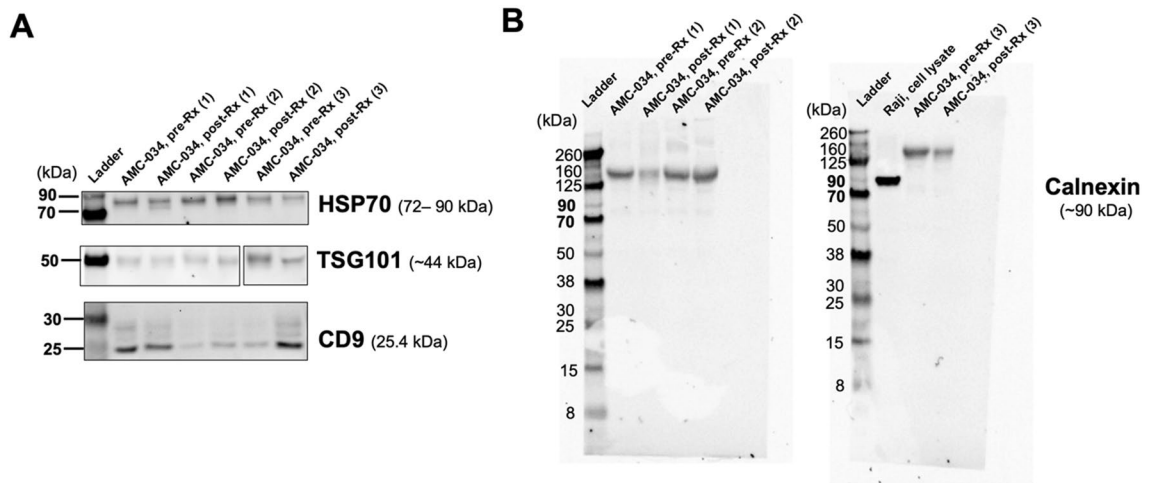 A
(kDa)
Ladder
AMC-034, pre-Rx (1)
AMC-034, post-Rx (1)
AMC-034, pre-Rx (2)
AMC-034, post-Rx (2)
AMC-034, pre-Rx (3)
AMC-034, post-Rx (3)
90
70
HSP70 (72– 90 kDa)
50
TSG101 (~44 kDa)
30
25
CD9 (25.4 kDa)
B
(kDa)
Ladder
AMC-034, pre-Rx (1)
AMC-034, post-Rx (1)
AMC-034, pre-Rx (2)
AMC-034, post-Rx (2)
260
160
125
90
70
50
38
30
25
15
8
(kDa)
Ladder
Raji, cell lysate
AMC-034, pre-Rx (3)
AMC-034, post-Rx (3)
260
160
125
90
70
50
38
30
25
15
8
Calnexin
(~90 kDa)